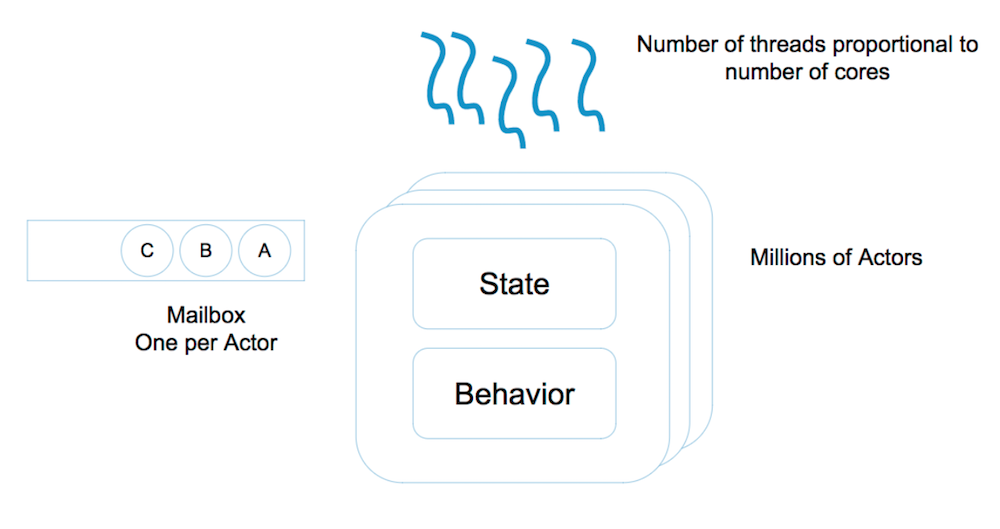 Number of threads proportional to
number of cores
C B A
Mailbox
One per Actor
State
Behavior
Millions of Actors